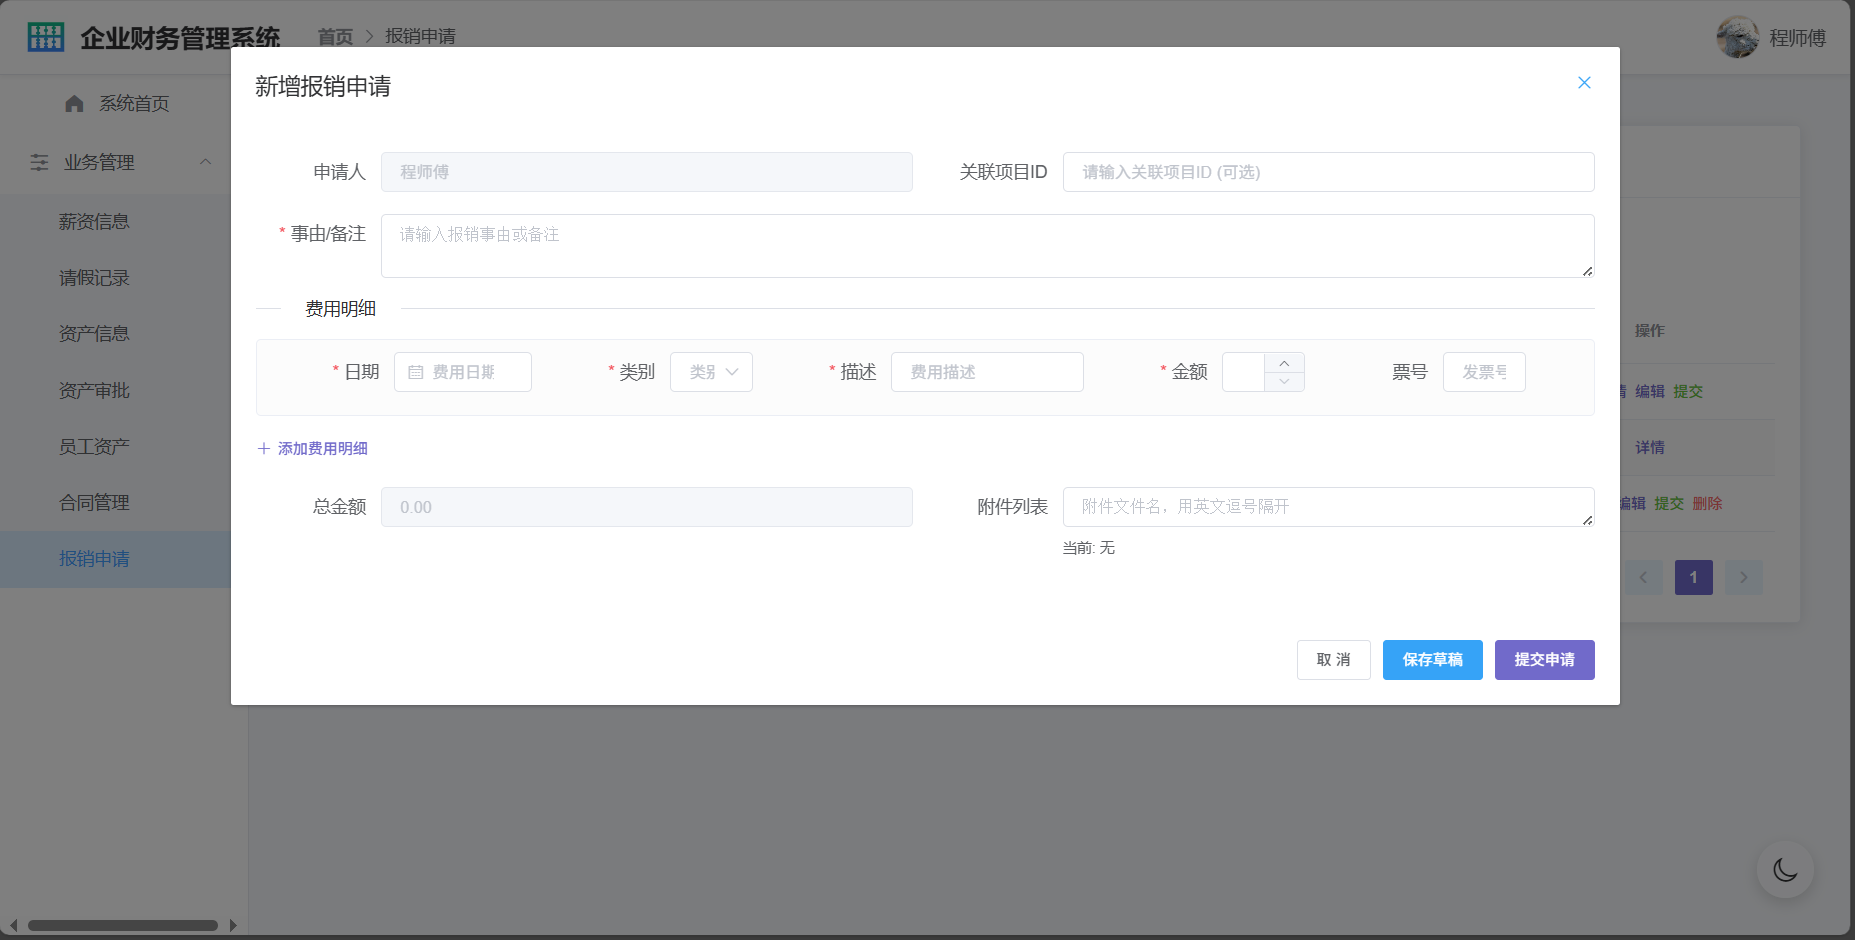 企业财务管理系统
首页 > 报销申请
程师傅
系统首页
业务管理
薪资信息
请假记录
资产信息
资产审批
员工资产
合同管理
报销申请
新增报销申请
申请人 程师傅
关联项目ID 请输入关联项目ID (可选)
* 事由/备注 请输入报销事由或备注
费用明细
* 日期 费用日期
* 类别 类别
* 描述 费用描述
* 金额
票号 发票号
+ 添加费用明细
总金额 0.00
附件列表 附件文件名，用英文逗号隔开
当前: 无
取 消
保存草稿
提交申请
操作
编辑 提交
详情
编辑 提交 删除
1